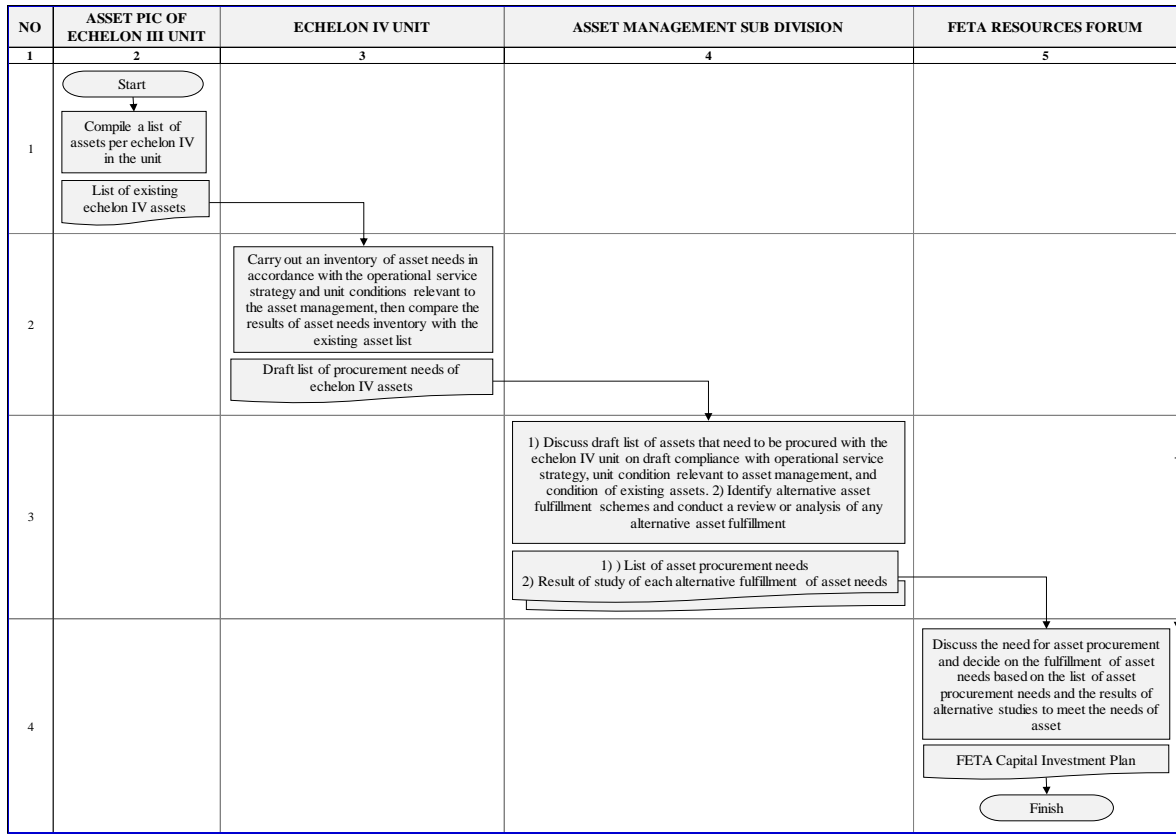 NO
ASSET PIC OF
ECHELON III UNIT
ECHELON IV UNIT
ASSET MANAGEMENT SUB DIVISION
FETA RESOURCES FORUM
1
2
3
4
5
1
Start
Compile a list of
assets per echelon IV
in the unit
List of existing
echelon IV assets
2
Carry out an inventory of asset needs in
accordance with the operational service
strategy and unit conditions relevant to
the asset management, then compare the
results of asset needs inventory with the
existing asset list
Draft list of procurement needs of
echelon IV assets
3
1) Discuss draft list of assets that need to be procured with the
echelon IV unit on draft compliance with operational service
strategy, unit condition relevant to asset management, and
condition of existing assets. 2) Identify alternative asset
fulfillment schemes and conduct a review or analysis of any
alternative asset fulfillment
1) ) List of asset procurement needs
2) Result of study of each alternative fulfillment of asset needs
4
Discuss the need for asset procurement
and decide on the fulfillment of asset
needs based on the list of asset
procurement needs and the results of
alternative studies to meet the needs of
asset
FETA Capital Investment Plan
Finish